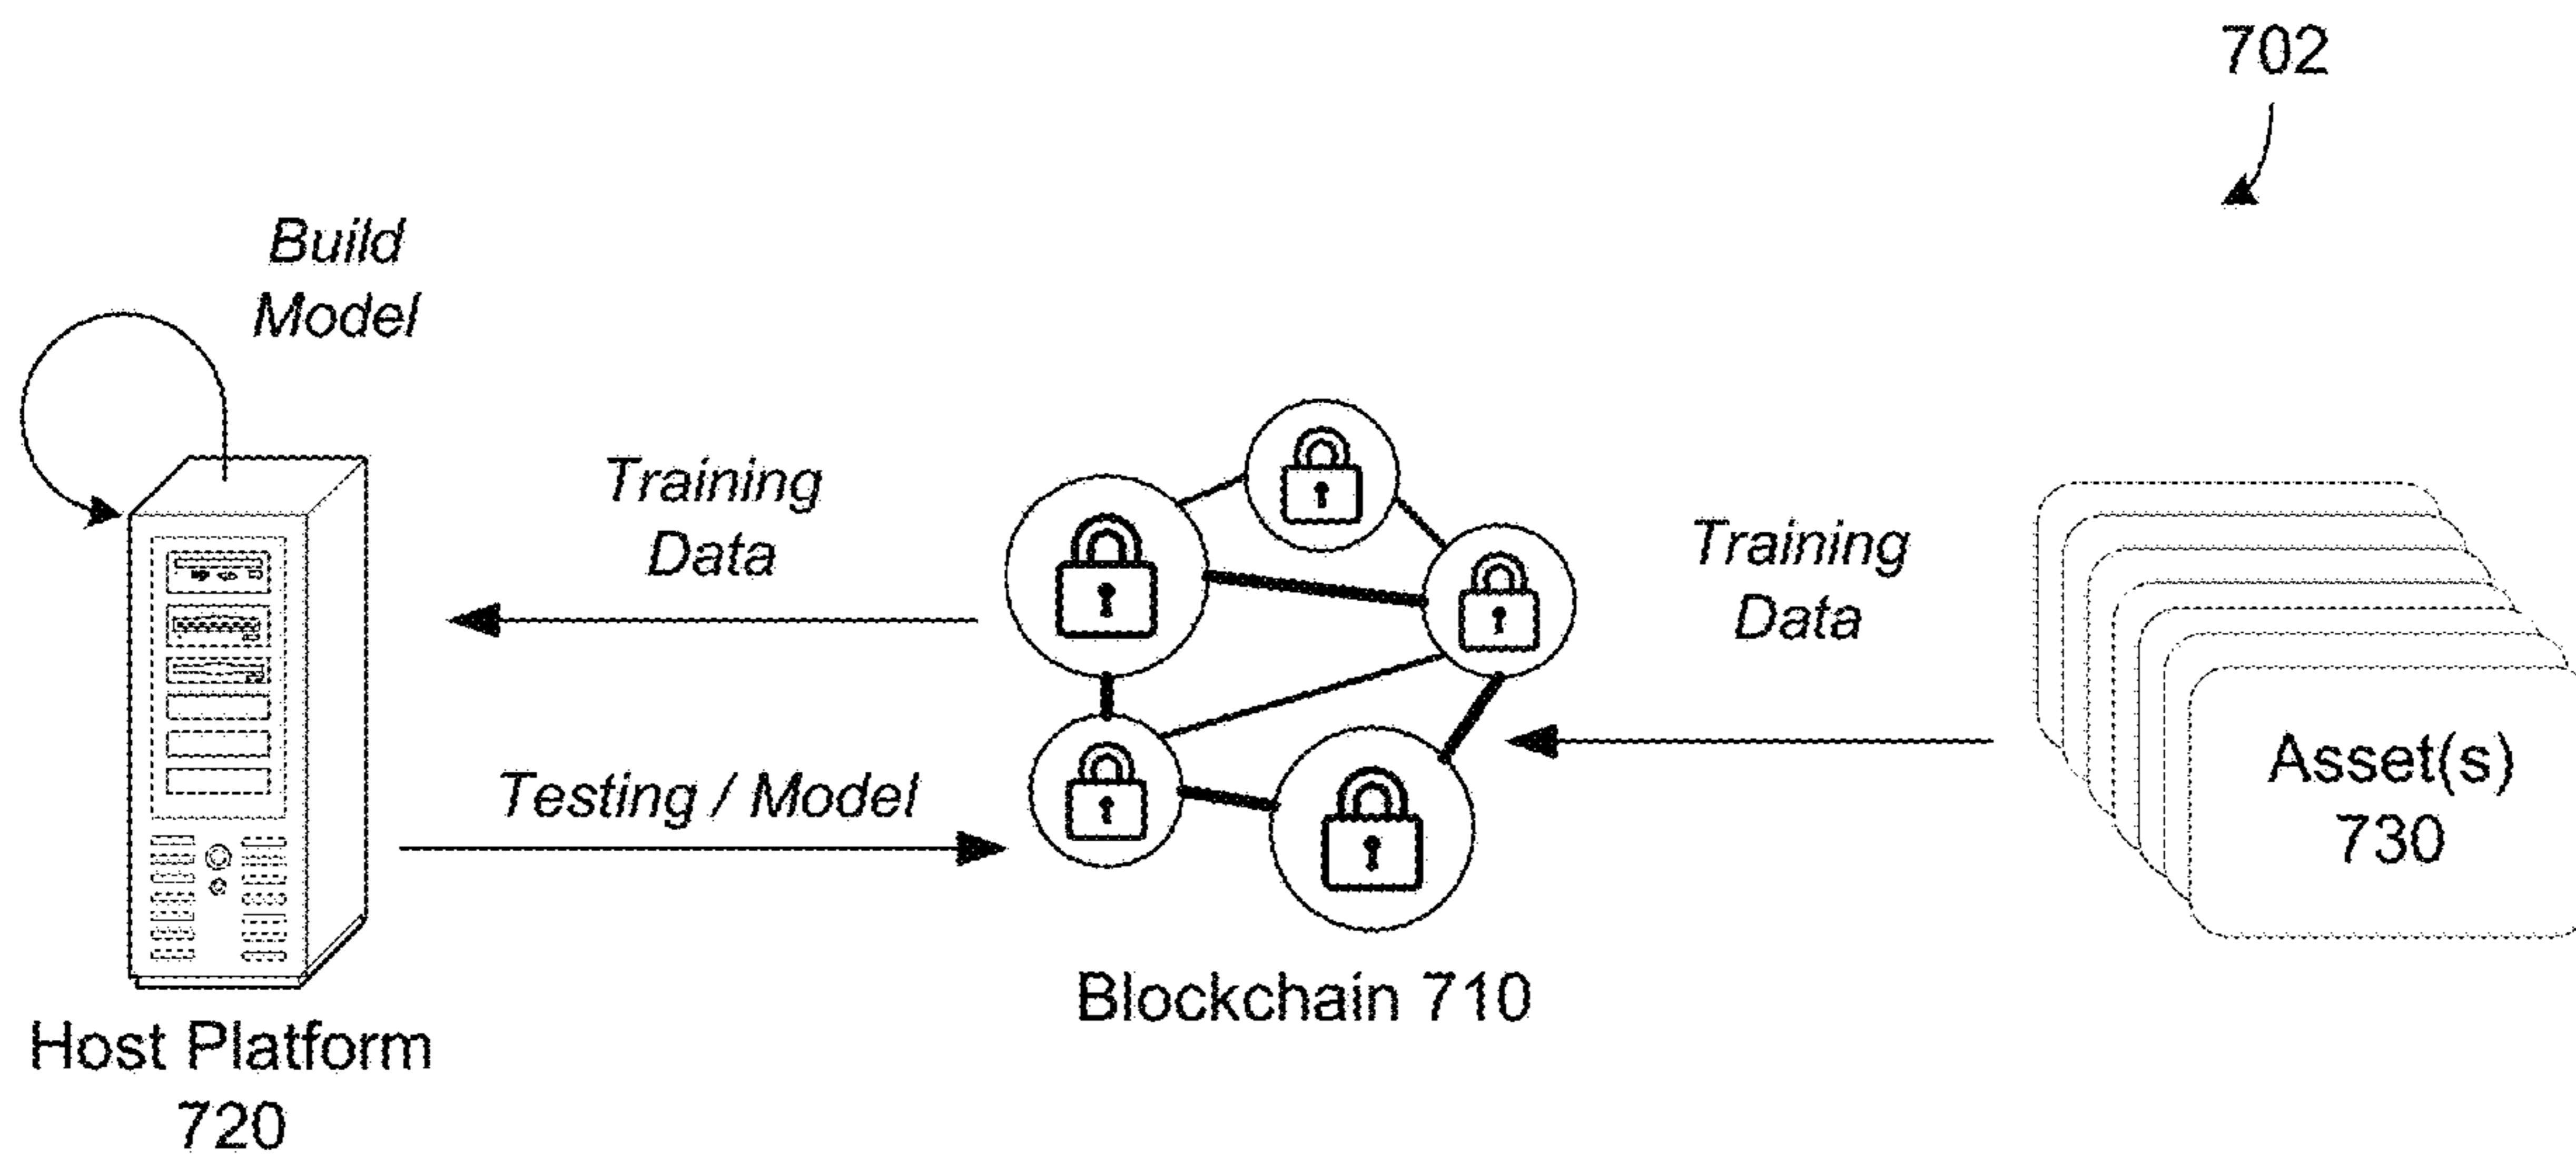 702
Build
Model
Training
Data
Training
Data
Testing / Model
Asset(s)
730
Blockchain 710
Host Platform
720